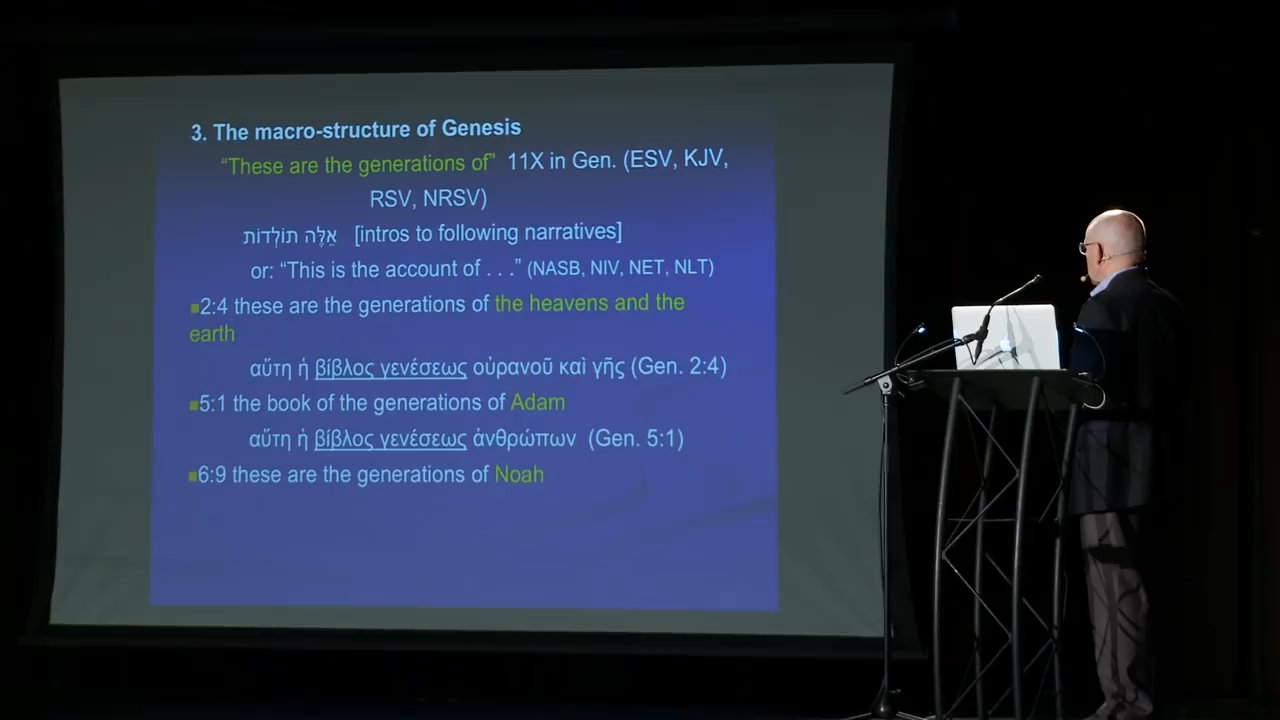 3. The macro-structure of Genesis
“These are the generations of” 11X in Gen. (ESV, KJV,
RSV, NRSV)
אֵלֶּה תוֹלְדוֹת [intros to following narratives]
or: “This is the account of . . .” (NASB, NIV, NET, NLT)
■2:4 these are the generations of the heavens and the
earth
αὕτη ἡ βίβλος γενέσεως οὐρανοῦ καὶ γῆς (Gen. 2:4)
■5:1 the book of the generations of Adam
αὕτη ἡ βίβλος γενέσεως ἀνθρώπων (Gen. 5:1)
■6:9 these are the generations of Noah